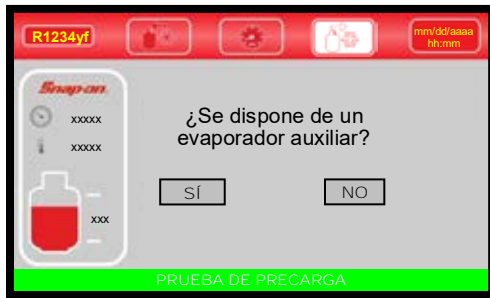 R1234yf
mm/dd/aaaa
hh:mm
Snap-on
xxxxx
xxxxx
xxx
¿Se dispone de un
evaporador auxiliar?
SÍ
NO
PRUEBA DE PRECARGA